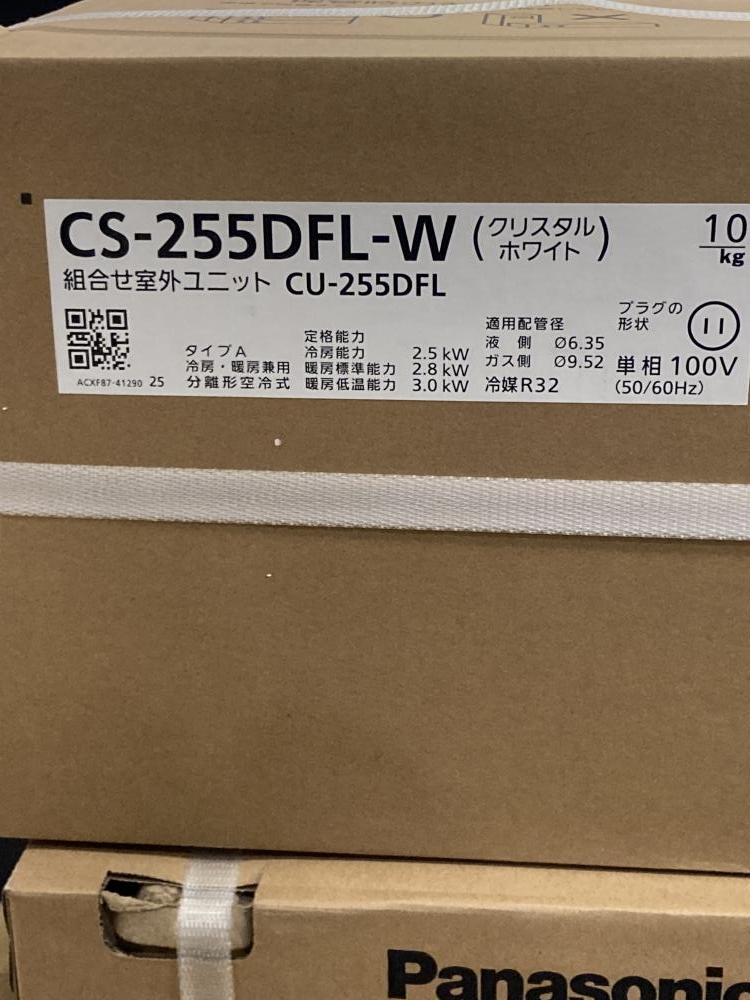 CS-255DFL-W (クリスタルホワイト)
10 kg
組合せ室外ユニット CU-255DFL
ACXF87-41290 25
タイプA
冷房・暖房兼用
分離形空冷式
定格能力
冷房能力 2.5 kW
暖房標準能力 2.8 kW
暖房低温能力 3.0 kW
適用配管径
液 側 Ø6.35
ガス側 Ø9.52
冷媒R32
プラグの
形状
単相 100V
(50/60Hz)
Panasonic